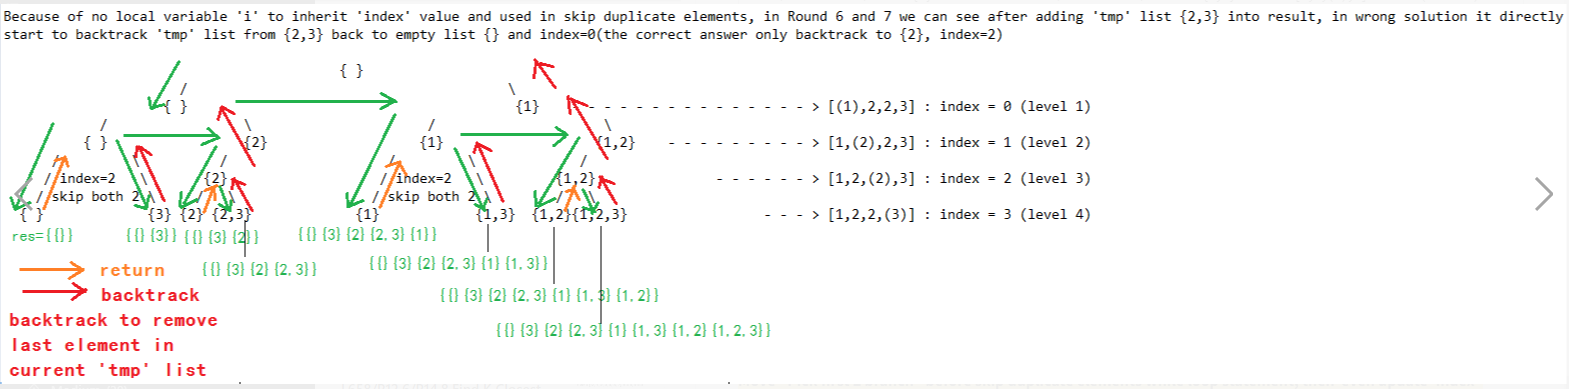 Because of no local variable 'i' to inherit 'index' value and used in skip duplicate elements, in Round 6 and 7 we can see after adding 'tmp' list {2,3} into result, in wrong solution it directly
start to backtrack 'tmp' list from {2,3} back to empty list {} and index=0(the correct answer only backtrack to {2}, index=2)
{ }
/ \
{ } {1} - - - - - - - - - - - - - - > [(1),2,2,3] : index = 0 (level 1)
/ \ / \
{ } {2} {1} {1,2} - - - - - - - - - > [1,(2),2,3] : index = 1 (level 2)
/ \ / / \ /
/ index=2 \ {2} / index=2 \ {1,2} - - - - - - > [1,2,(2),3] : index = 2 (level 3)
/ skip both 2 \ / \ / skip both 2 \ / \
{ } {3} {2} {2,3} {1} {1,3} {1,2}{1,2,3} - - - > [1,2,2,(3)] : index = 3 (level 4)
res={{}} {{} {3}} {{} {3} {2}} {{} {3} {2} {2, 3} {1}}
return {{} {3} {2} {2, 3}} {{} {3} {2} {2, 3} {1} {1, 3}}
backtrack {{} {3} {2} {2, 3} {1} {1, 3} {1, 2}}
backtrack to remove
{{} {3} {2} {2, 3} {1} {1, 3} {1, 2} {1, 2, 3}}
last element in
current 'tmp' list